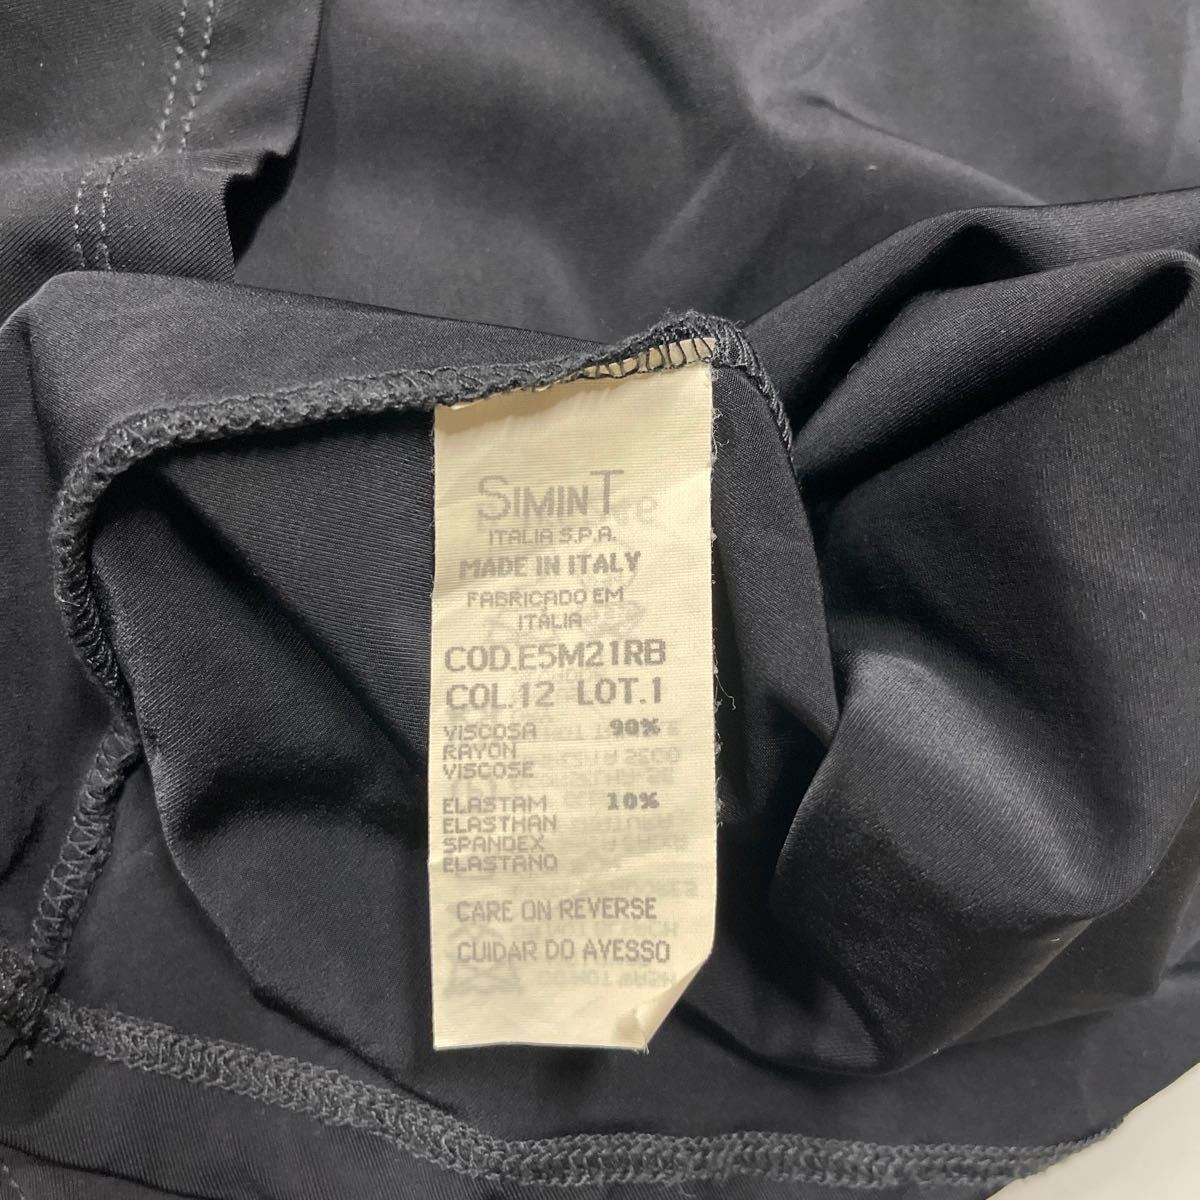 SIMINT
ITALIA S.P.A.
MADE IN ITALY
FABRICADO EM
ITÁLIA
COD.E5M21RB
COL.12 LOT.1
VISCOSA 90%
RAYON
VISCOSE
ELASTAM 10%
ELASTHAN
SPANDEX
ELASTANO
CARE ON REVERSE
CUIDAR DO AVESSO